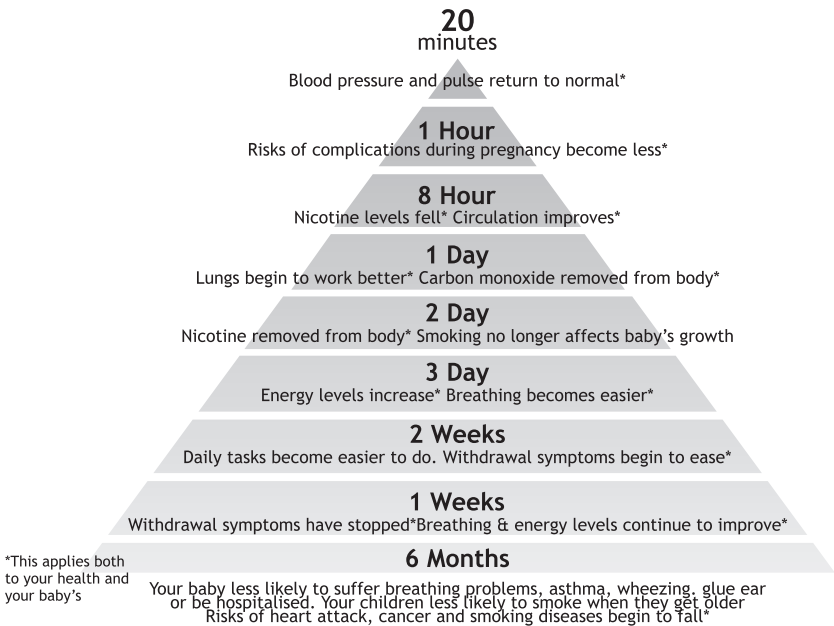 20
minutes
Blood pressure and pulse return to normal*
1 Hour
Risks of complications during pregnancy become less*
8 Hour
Nicotine levels fell* Circulation improves*
1 Day
Lungs begin to work better* Carbon monoxide removed from body*
2 Day
Nicotine removed from body* Smoking no longer affects baby's growth
3 Day
Energy levels increase* Breathing becomes easier*
2 Weeks
Daily tasks become easier to do. Withdrawal symptoms begin to ease*
1 Weeks
Withdrawal symptoms have stopped*Breathing & energy levels continue to improve*
6 Months
Your baby less likely to suffer breathing problems, asthma, wheezing. glue ear
or be hospitalised. Your children less likely to smoke when they get older
Risks of heart attack, cancer and smoking diseases begin to fall*
*This applies both
to your health and
your baby's